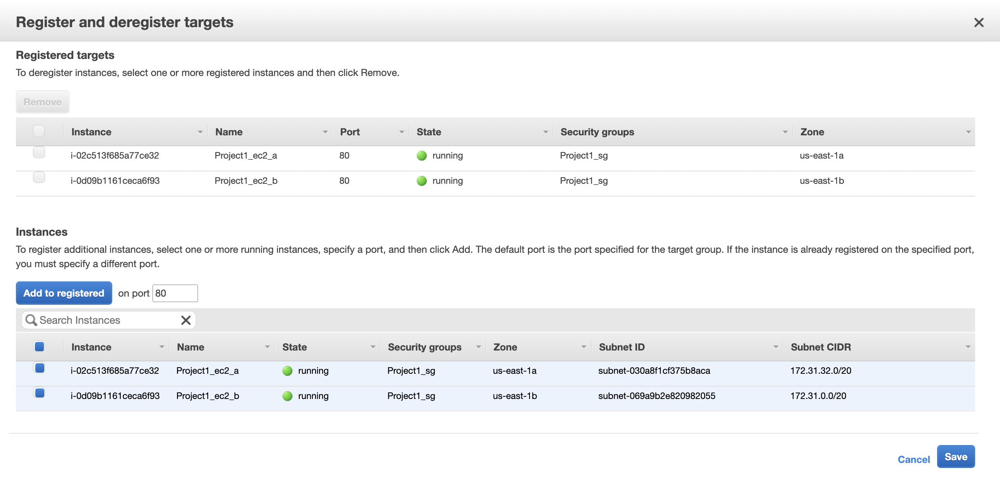 Register and deregister targets
Registered targets
To deregister instances, select one or more registered instances and then click Remove.
Remove
Instance Name Port State Security groups Zone
i-02c513f685a77ce32 Project1_ec2_a 80 running Project1_sg us-east-1a
i-0d09b1161ceca6f93 Project1_ec2_b 80 running Project1_sg us-east-1b
Instances
To register additional instances, select one or more running instances, specify a port, and then click Add. The default port is the port specified for the target group. If the instance is already registered on the specified port,
you must specify a different port.
Add to registered on port 80
Search Instances
Instance Name State Security groups Zone Subnet ID Subnet CIDR
i-02c513f685a77ce32 Project1_ec2_a running Project1_sg us-east-1a subnet-030a8f1cf375b8aca 172.31.32.0/20
i-0d09b1161ceca6f93 Project1_ec2_b running Project1_sg us-east-1b subnet-069a9b2e820982055 172.31.0.0/20
Cancel Save